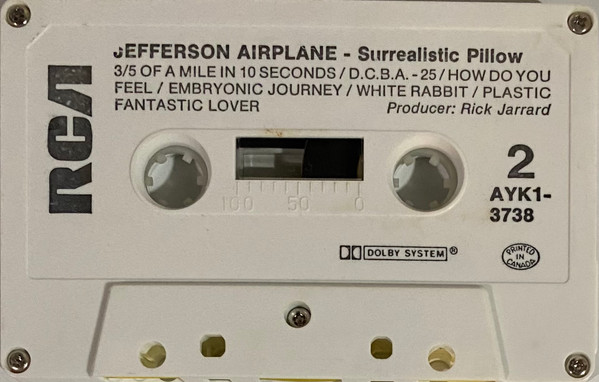 RCA
JEFFERSON AIRPLANE - Surrealistic Pillow
3/5 OF A MILE IN 10 SECONDS / D.C.B.A. - 25 / HOW DO YOU
FEEL / EMBRYONIC JOURNEY / WHITE RABBIT / PLASTIC
FANTASTIC LOVER
Producer: Rick Jarrard
100 50 0
2
AYK1-
3738
DOLBY SYSTEM®
PRINTED
IN
CANADA